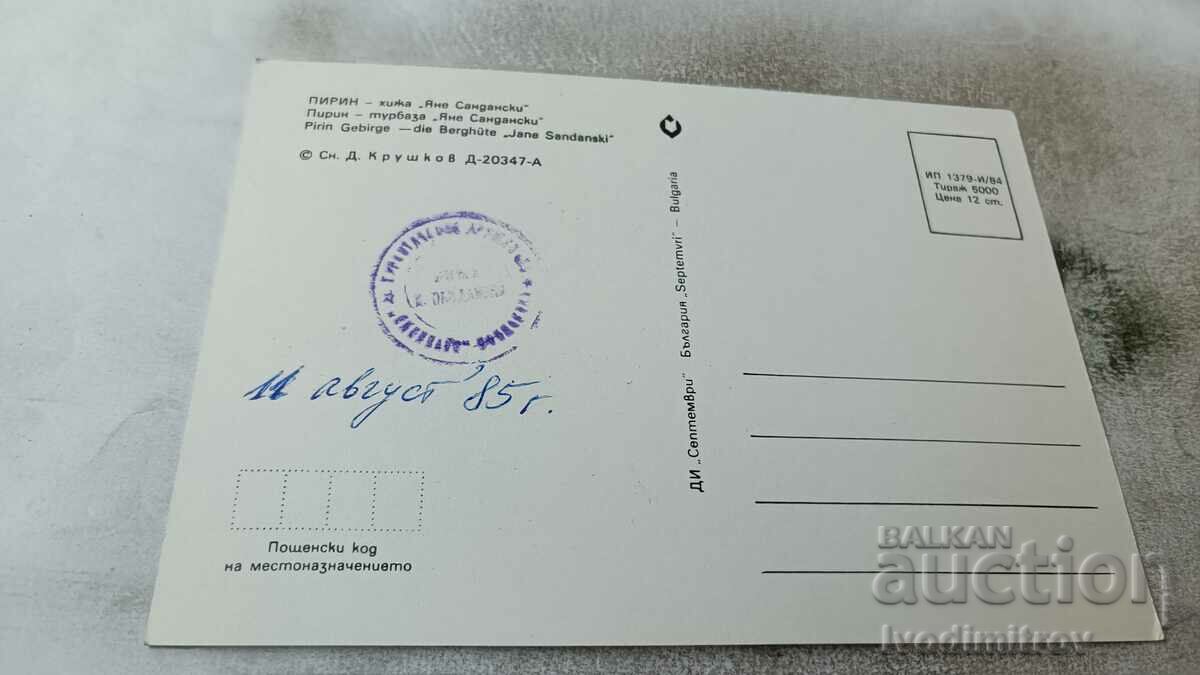 ПИРИН – хижа „Яне Сандански"
Пирин – турбаза „Яне Сандански"
Pirin Gebirge —die Berghüte „Jane Sandanski"
© Сн. Д. Крушков Д-20347-А
11 август '85 г.
Пощенски код
на местоназначението
ДИ „Септември" България „Septemvri" – Bulgaria
ИП 1379-И/84
Тираж 5000
Цена 12 ст.
BALKAN
auction
Ivodimitrov